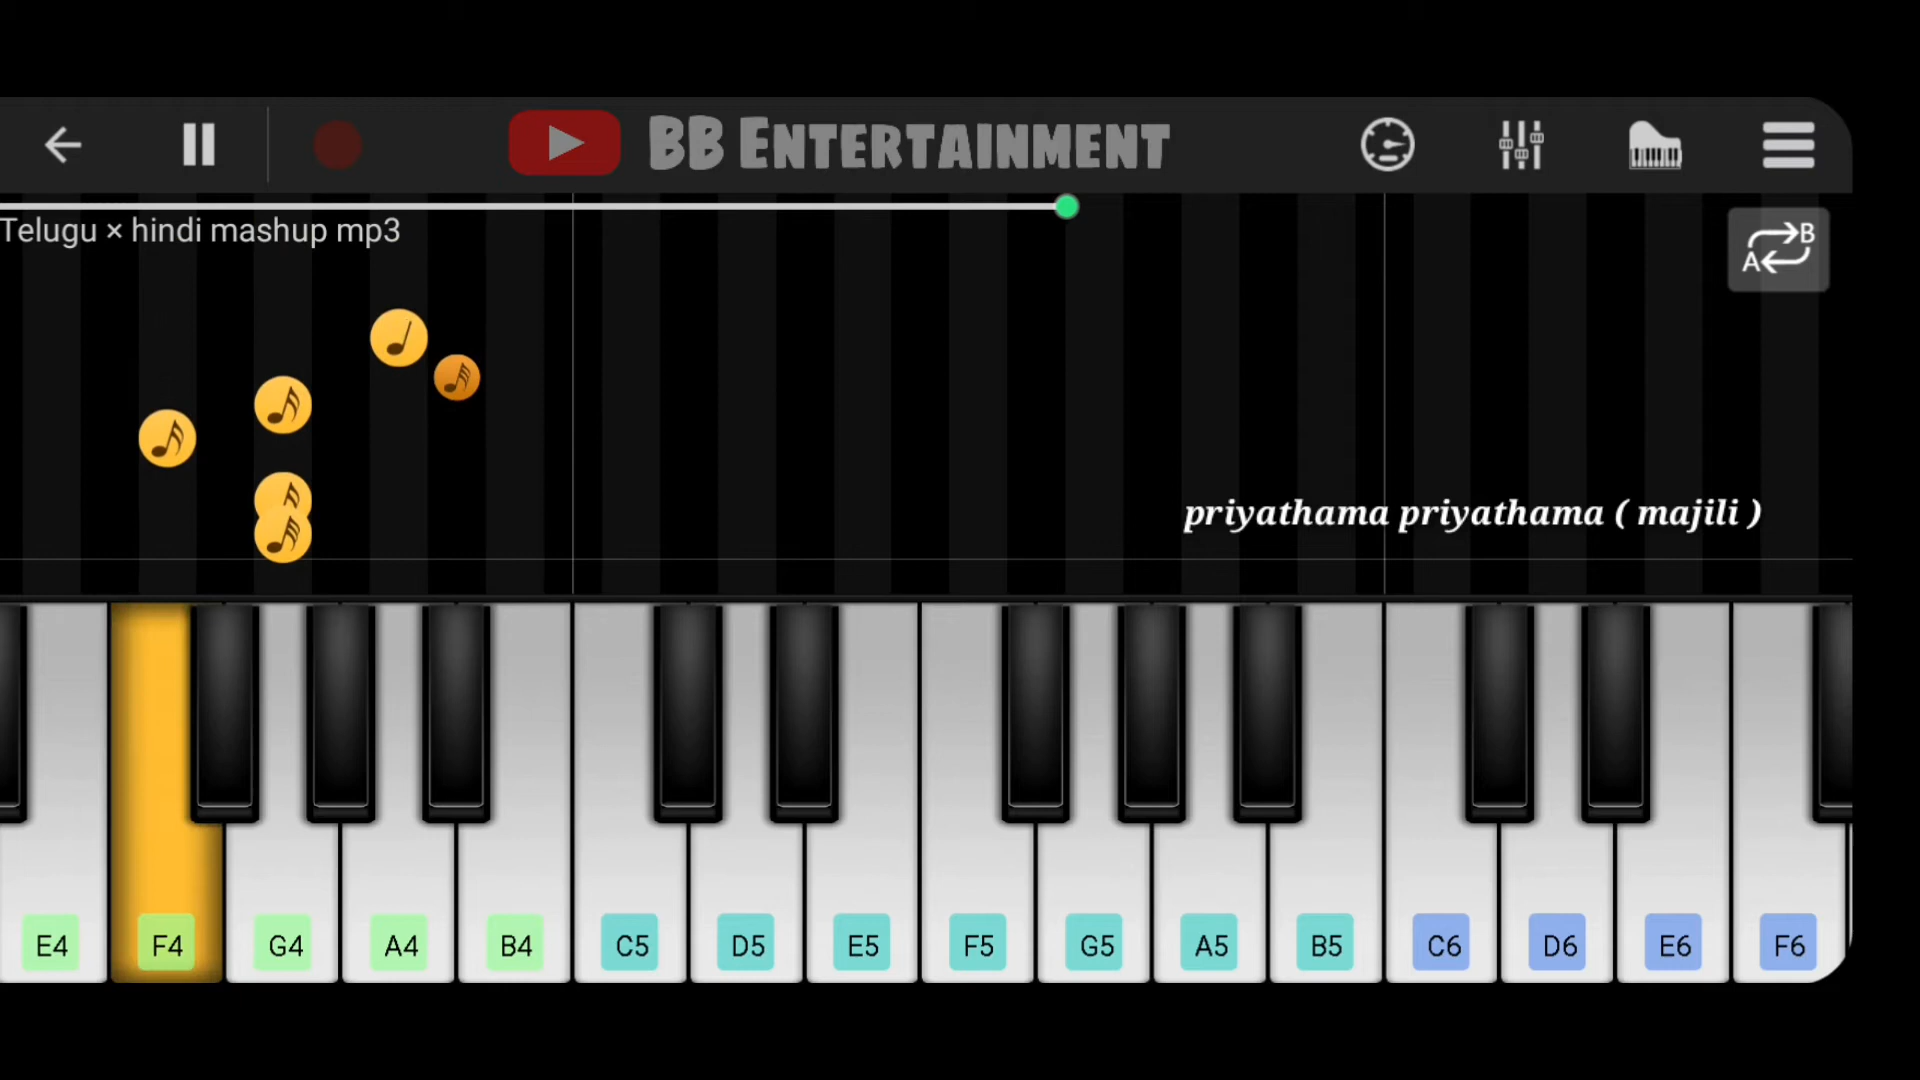 BB ENTERTAINMENT
Telugu × hindi mashup mp3
B
A
priyathama priyathama ( majili )
E4 F4 G4 A4 B4 C5 D5 E5 F5 G5 A5 B5 C6 D6 E6 F6